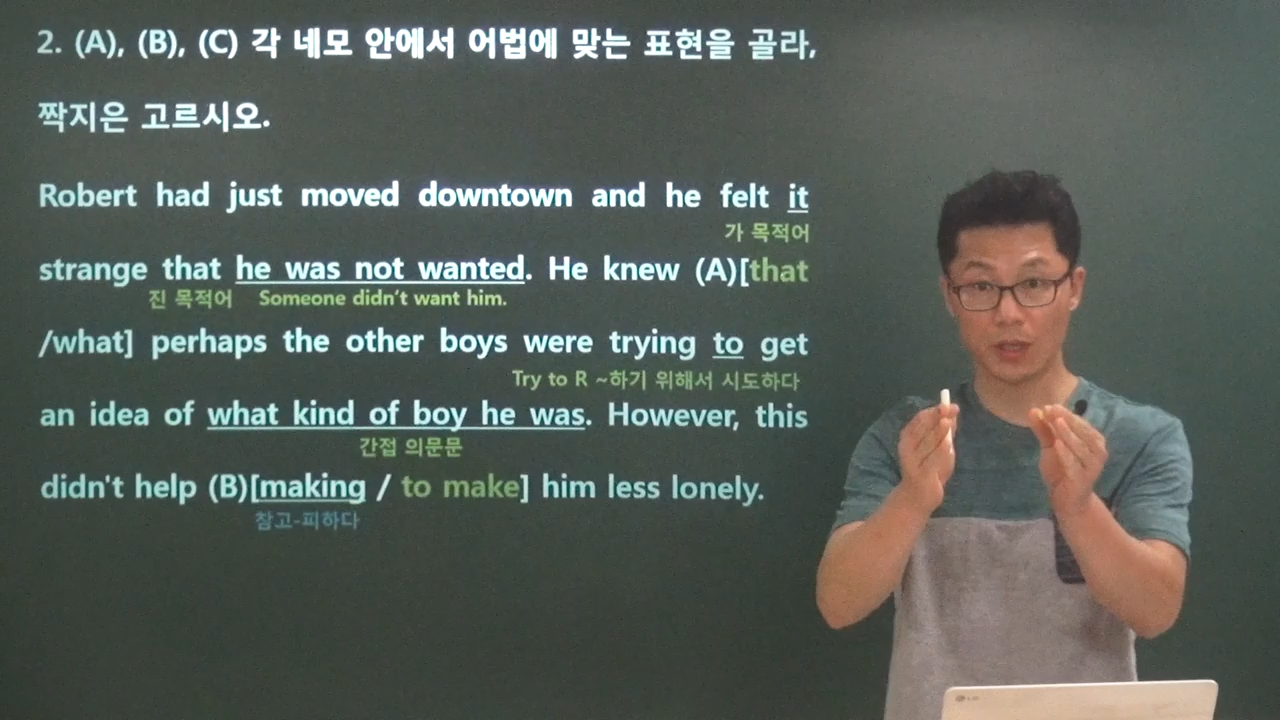 2. (A), (B), (C) 각 네모 안에서 어법에 맞는 표현을 골라,
짝지은 고르시오.
Robert had just moved downtown and he felt it
가 목적어
strange that he was not wanted. He knew (A)[that
진 목적어 Someone didn't want him.
/what] perhaps the other boys were trying to get
Try to R ~하기 위해서 시도하다
an idea of what kind of boy he was. However, this
간접 의문문
didn't help (B)[making / to make] him less lonely.
참고-피하다
LG